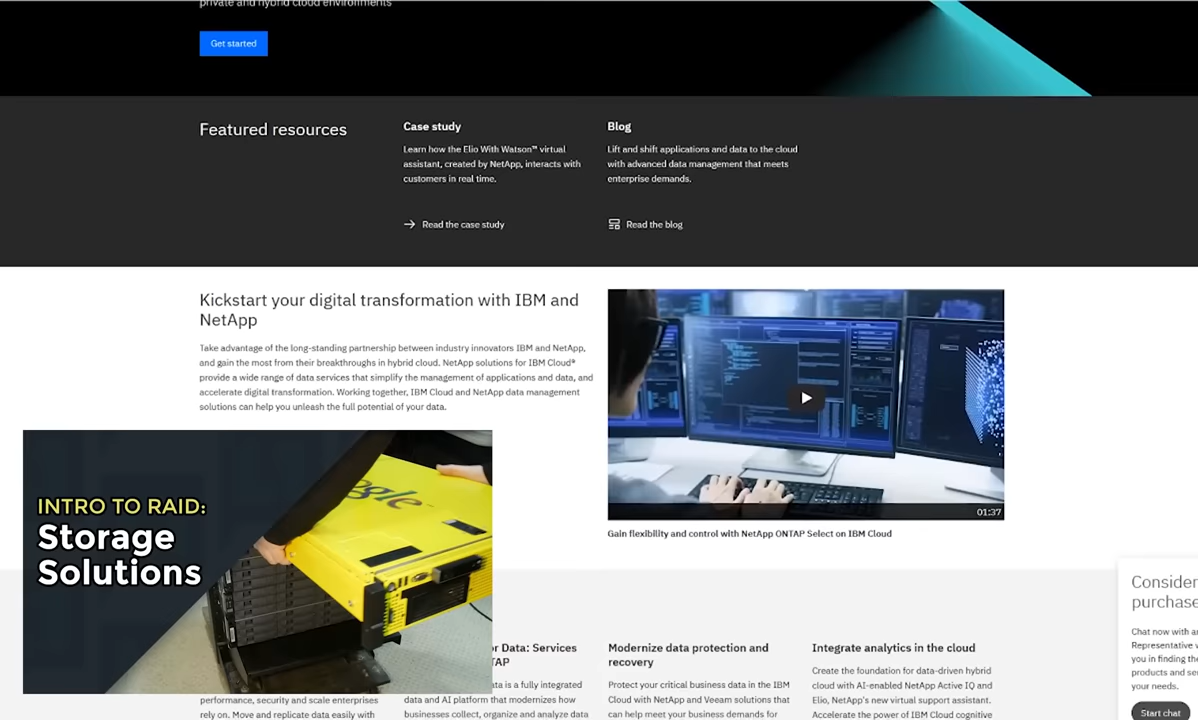 private and hybrid cloud environments
Get started
Featured resources
Case study
Learn how the Elio With Watson™ virtual
assistant, created by NetApp, interacts with
customers in real time.
Read the case study
Blog
Lift and shift applications and data to the cloud
with advanced data management that meets
enterprise demands.
Read the blog
Kickstart your digital transformation with IBM and
NetApp
Take advantage of the long-standing partnership between industry innovators IBM and NetApp,
and gain the most from their breakthroughs in hybrid cloud. NetApp solutions for IBM Cloud®
provide a wide range of data services that simplify the management of applications and data, and
accelerate digital transformation. Working together, IBM Cloud and NetApp data management
solutions can help you unleash the full potential of your data.
01:37
Gain flexibility and control with NetApp ONTAP Select on IBM Cloud
INTRO TO RAID:
Storage
Solutions
performance, security and scale enterprises
rely on. Move and replicate data easily with
or Data: Services
TAP
ata is a fully integrated
data and AI platform that modernizes how
businesses collect, organize and analyze data
Modernize data protection and
recovery
Protect your critical business data in the IBM
Cloud with NetApp and Veeam solutions that
can help meet your business demands for
Integrate analytics in the cloud
Create the foundation for data-driven hybrid
cloud with AI-enabled NetApp Active IQ and
Elio, NetApp's new virtual support assistant.
Accelerate the power of IBM Cloud cognitive
Consider
purchase
Chat now with a
Representative
you in finding the
products and se
your needs.
Start chat